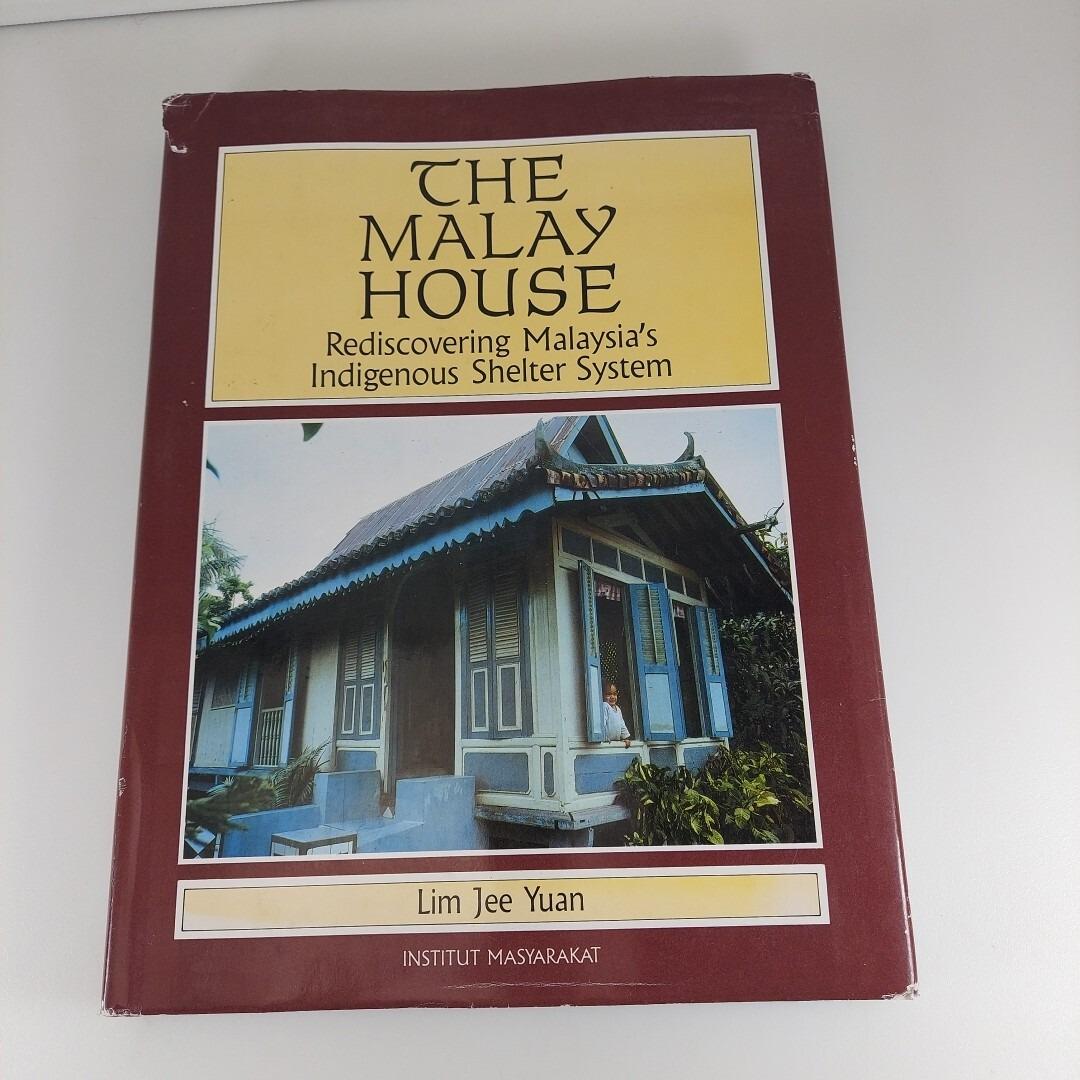 THE
MALAY
HOUSE
Rediscovering Malaysia's
Indigenous Shelter System
Lim Jee Yuan
INSTITUT MASYARAKAT